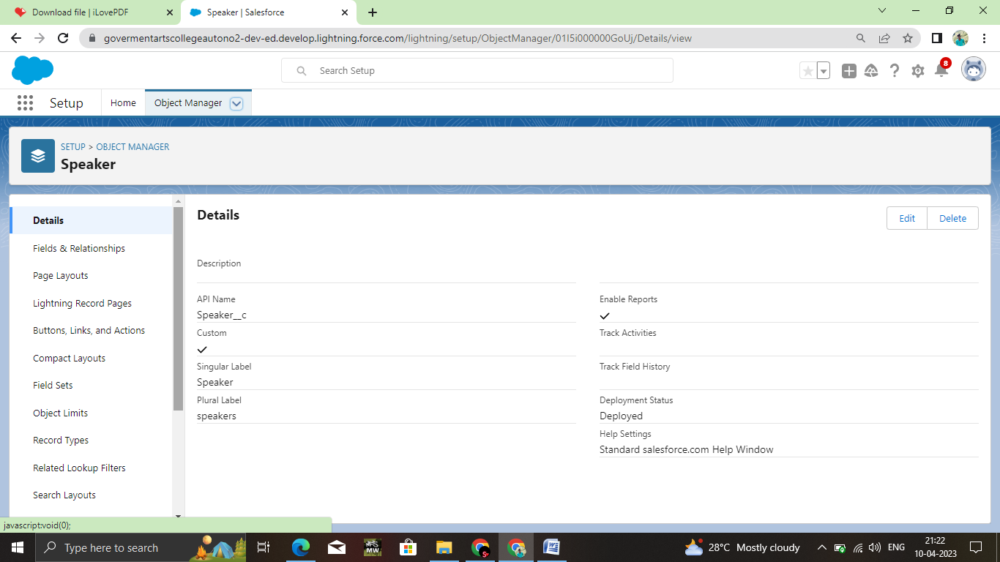 Download file | iLovePDF
Speaker | Salesforce
govermentartscollegeautono2-dev-ed.develop.lightning.force.com/lightning/setup/ObjectManager/01I5i000000GoUj/Details/view
Search Setup
8
Setup
Home
Object Manager
SETUP > OBJECT MANAGER
Speaker
Details
Fields & Relationships
Page Layouts
Lightning Record Pages
Buttons, Links, and Actions
Compact Layouts
Field Sets
Object Limits
Record Types
Related Lookup Filters
Search Layouts
Details
Edit
Delete
Description
API Name
Speaker__c
Custom
Singular Label
Speaker
Plural Label
speakers
Enable Reports
Track Activities
Track Field History
Deployment Status
Deployed
Help Settings
Standard salesforce.com Help Window
javascript:void(0);
Type here to search
MW
S
W
28°C Mostly cloudy
ENG
21:22
10-04-2023